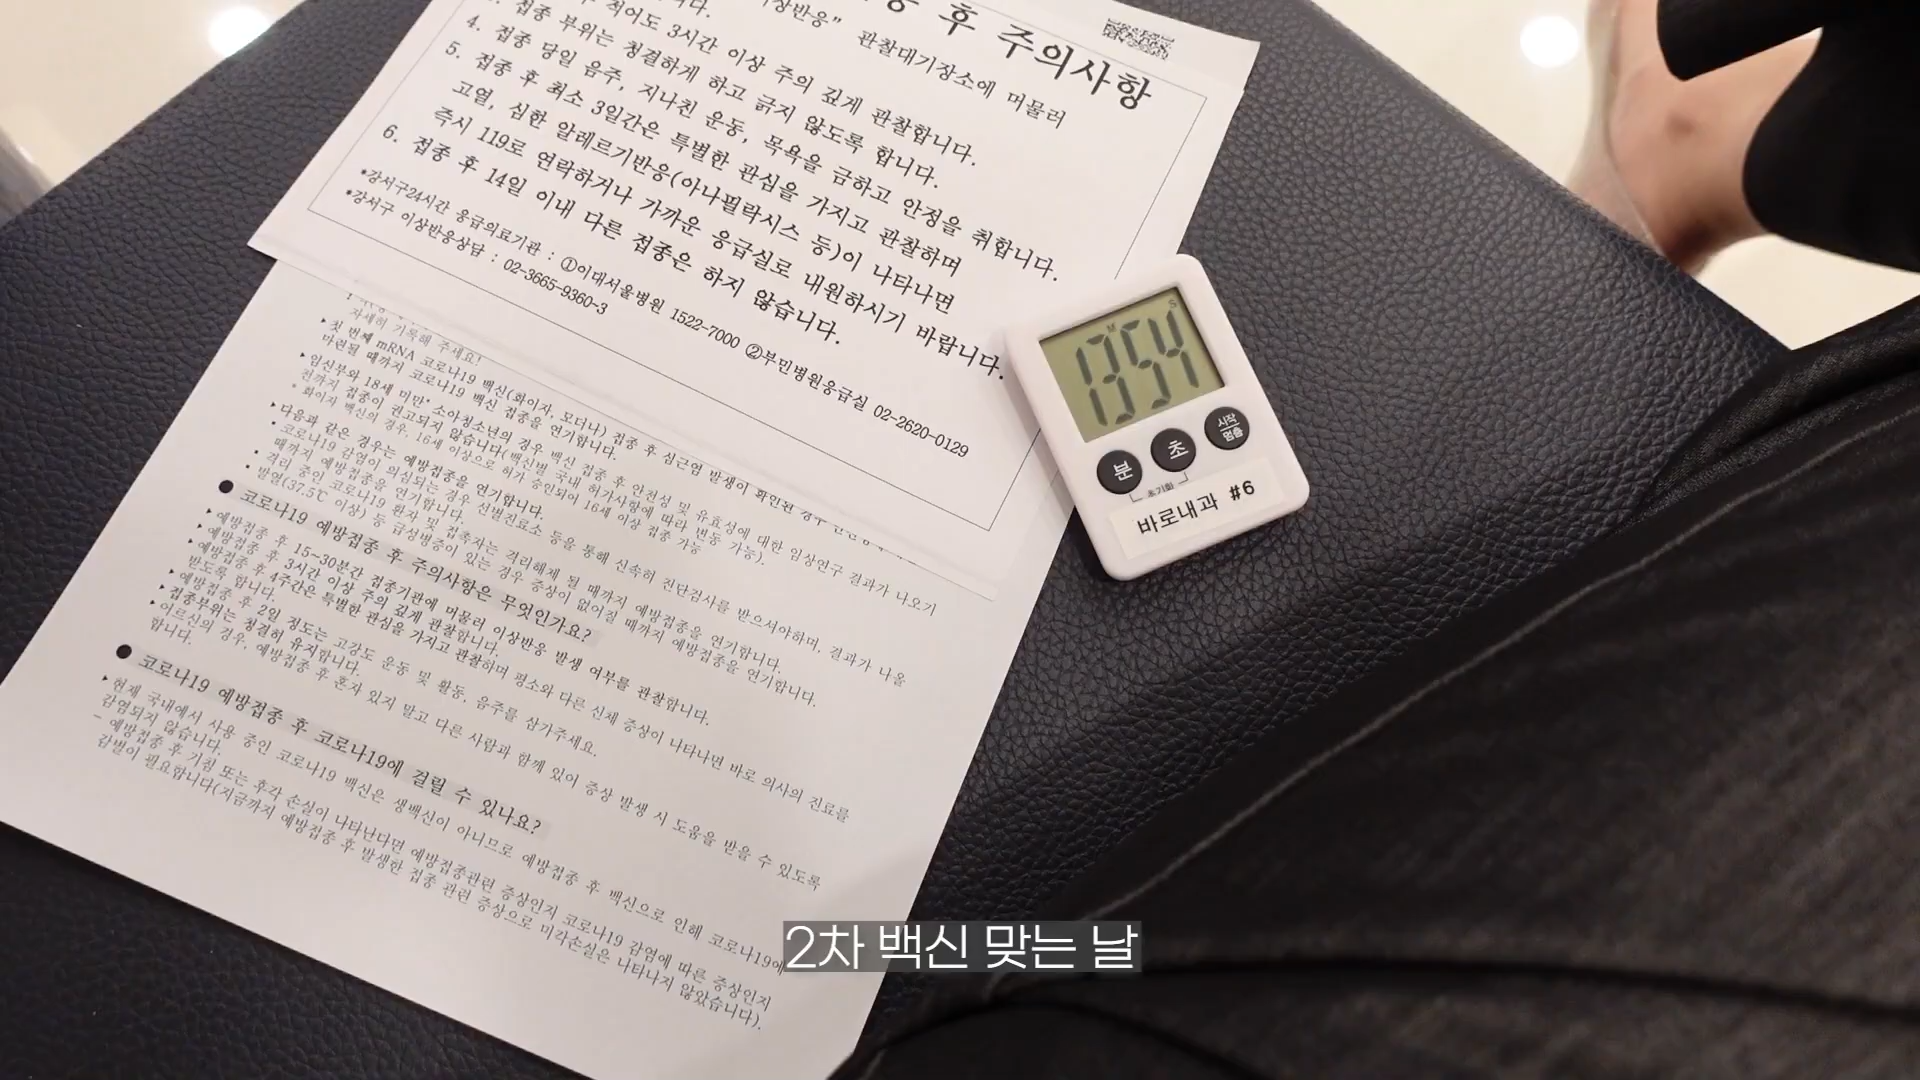 후 주의사항
이상반응” 관찰대기장소에 머물러
적어도 3시간 이상 주의 깊게 관찰합니다.
접종 부위는 청결하게 하고 긁지 않도록 합니다.
4. 접종 당일 음주, 지나친 운동, 목욕을 금하고 안정을 취합니다.
5. 접종 후 최소 3일간은 특별한 관심을 가지고 관찰하며
고열, 심한 알레르기반응(아나필락시스 등)이 나타나면
즉시 119로 연락하거나 가까운 응급실로 내원하시기 바랍니다.
6. 접종 후 14일 이내 다른 접종은 하지 않습니다.
*강서구24시간 응급의료기관 : ①이대서울병원 1522-7000 ②부민병원응급실 02-2620-0129
*강서구 이상반응상담 : 02-3665-9360-3
자세히 기록해 주세요!
첫 번째 mRNA 코로나19 백신(화이자, 모더나) 접종 후 심근염 발생이 확인된 경우
마련될 때까지 코로나19 백신 접종을 연기합니다.
임신부와 18세 미만* 소아청소년의 경우 백신 접종 후 안전성 및 유효성에 대한 임상연구 결과가 나오기
전까지 접종이 권고되지 않습니다(백신별 국내 허가사항에 따라 변동 가능).
* 화이자 백신의 경우, 16세 이상으로 허가 승인되어 16세 이상 접종 가능
다음과 같은 경우는 예방접종을 연기합니다.
• 코로나19 감염이 의심되는 경우 선별진료소 등을 통해 신속히 진단검사를 받으셔야하며, 결과가 나올
때까지 예방접종을 연기합니다.
• 격리 중인 코로나19 환자 및 접촉자는 격리해제 될 때까지 예방접종을 연기합니다.
• 발열(37.5℃ 이상) 등 급성병증이 있는 경우 증상이 없어질 때까지 예방접종을 연기합니다.
● 코로나19 예방접종 후 주의사항은 무엇인가요?
예방접종 후 15~30분간 접종기관에 머물러 이상반응 발생 여부를 관찰합니다.
예방접종 후 3시간 이상 주의 깊게 관찰합니다.
예방접종 후 4주간은 특별한 관심을 가지고 관찰하며 평소와 다른 신체 증상이 나타나면 바로 의사의 진료를
받도록 합니다.
예방접종 후 2일 정도는 고강도 운동 및 활동, 음주를 삼가주세요.
접종부위는 청결히 유지합니다.
어르신의 경우, 예방접종 후 혼자 있지 말고 다른 사람과 함께 있어 증상 발생 시 도움을 받을 수 있도록
합니다.
● 코로나19 예방접종 후 코로나19에 걸릴 수 있나요?
현재 국내에서 사용 중인 코로나19 백신은 생백신이 아니므로 예방접종 후 백신으로 인해 코로나19에
감염되지 않습니다.
- 예방접종 후 기침 또는 후각 손실이 나타난다면 예방접종관련 증상인지 코로나19 감염에 따른 증상인지
감별이 필요합니다(지금까지 예방접종 후 발생한 접종 관련 증상으로 미각손실은 나타나지 않았습니다).
M S
13 54
분 초 시작 멈춤
초기화
바로내과 #6
2차 백신 맞는 날